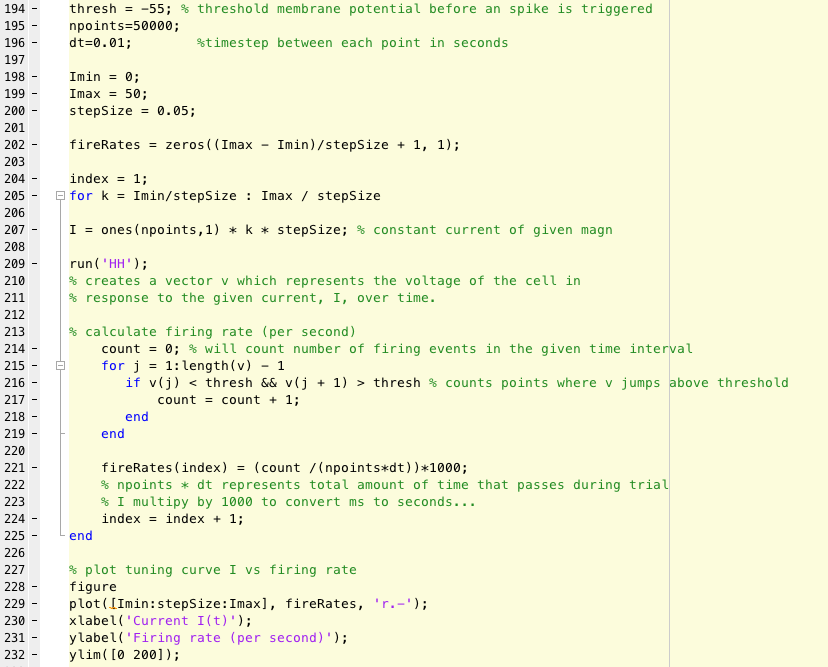 194 - thresh = -55; % threshold membrane potential before an spike is triggered
195 - npoints=50000;
196 - dt=0.01; %timestep between each point in seconds
197
198 - Imin = 0;
199 - Imax = 50;
200 - stepSize = 0.05;
201
202 - fireRates = zeros((Imax - Imin)/stepSize + 1, 1);
203
204 - index = 1;
205 - for k = Imin/stepSize : Imax / stepSize
206
207 - I = ones(npoints,1) * k * stepSize; % constant current of given magn
208
209 - run('HH');
210 % creates a vector v which represents the voltage of the cell in
211 % response to the given current, I, over time.
212
213 % calculate firing rate (per second)
214 - count = 0; % will count number of firing events in the given time interval
215 - for j = 1:length(v) - 1
216 - if v(j) < thresh && v(j + 1) > thresh % counts points where v jumps above threshold
217 - count = count + 1;
218 - end
219 - end
220
221 - fireRates(index) = (count /(npoints*dt))*1000;
222 % npoints * dt represents total amount of time that passes during trial
223 % I multipy by 1000 to convert ms to seconds...
224 - index = index + 1;
225 - end
226
227 % plot tuning curve I vs firing rate
228 - figure
229 - plot([Imin:stepSize:Imax], fireRates, 'r.-');
230 - xlabel('Current I(t)');
231 - ylabel('Firing rate (per second)');
232 - ylim([0 200]);